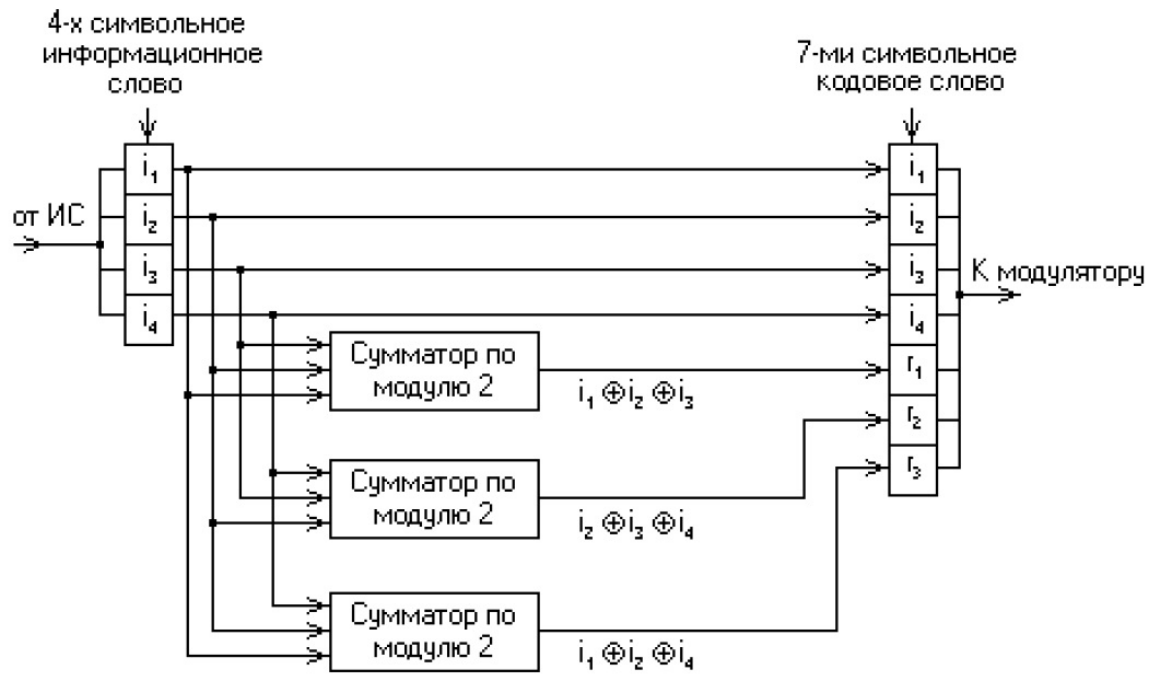 4-х символьное
информационное
слово
7-ми символьное
кодовое слово
от ИС
i₁
i₂
i₃
i₄
i₁
i₂
i₃
i₄
r₁
r₂
r₃
К модулятору
Сумматор по
модулю 2
i₁ ⊕ i₂ ⊕ i₃
Сумматор по
модулю 2
i₂ ⊕ i₃ ⊕ i₄
Сумматор по
модулю 2
i₁ ⊕ i₂ ⊕ i₄